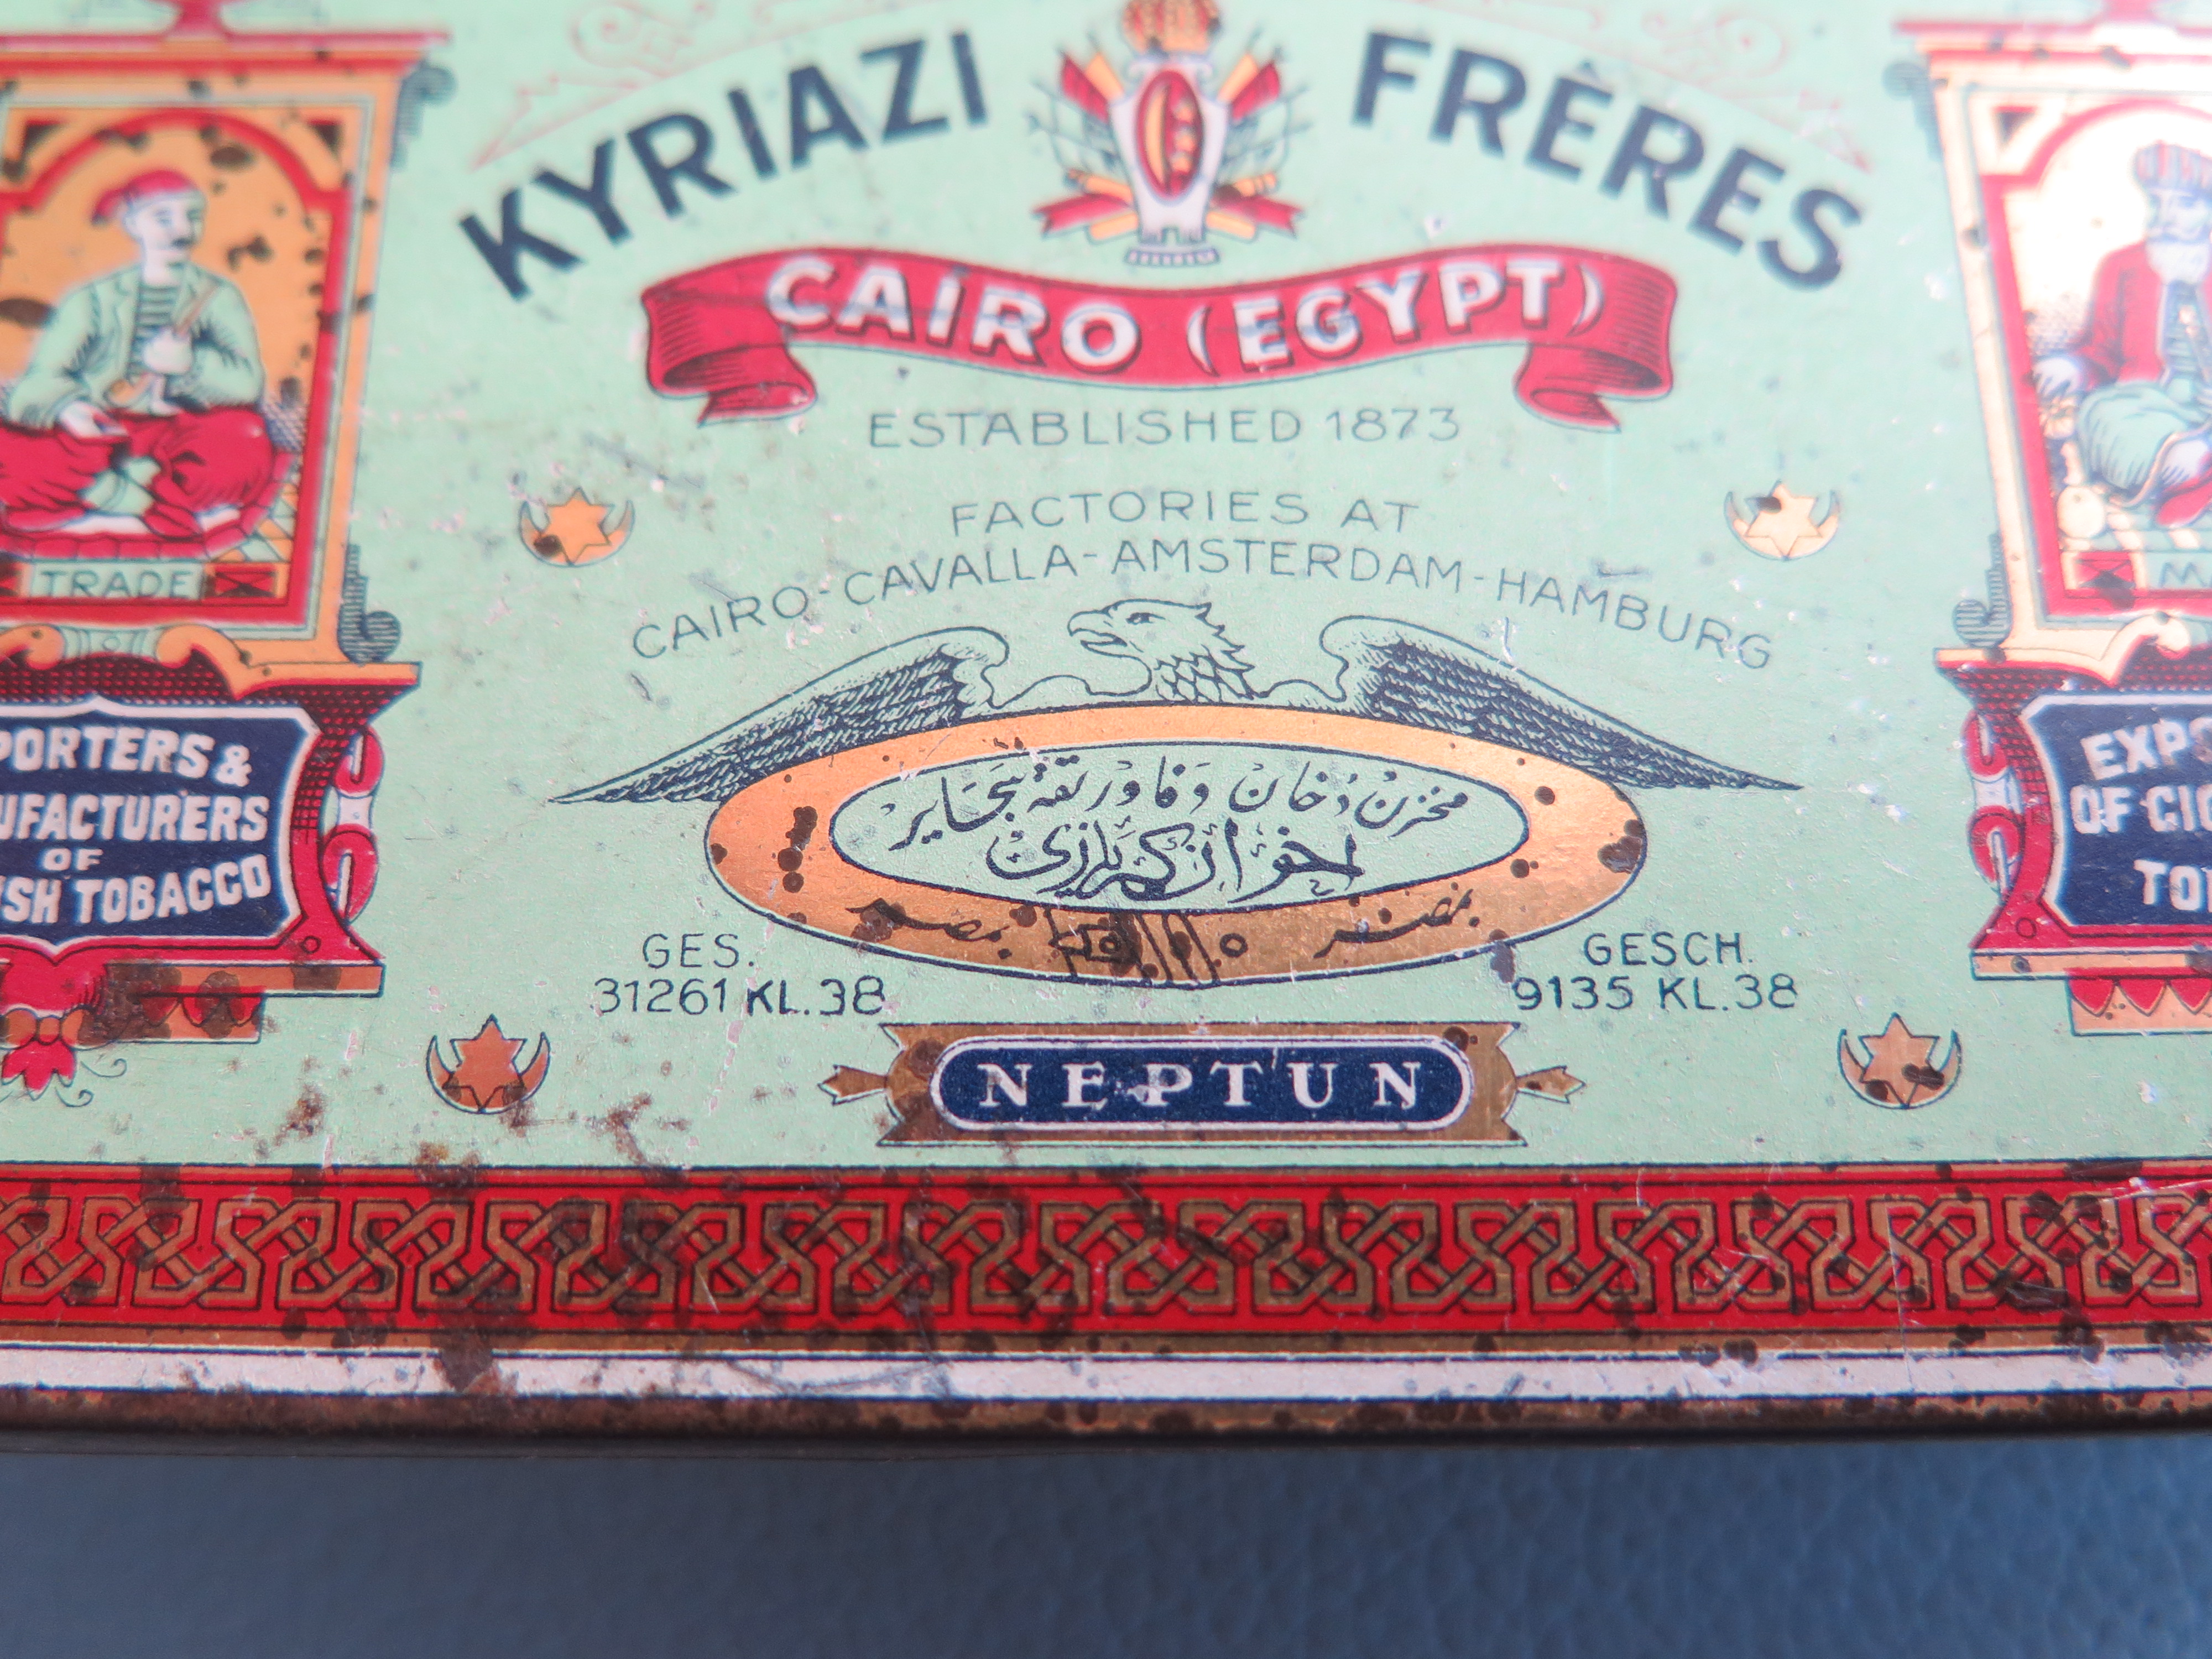 KYRIAZI FRÊRES
CAIRO (EGYPT)
ESTABLISHED 1873
FACTORIES AT
CAIRO-CAVALLA-AMSTERDAM-HAMBURG
TRADE
PORTERS &
UFACTURERS
OF
ISH TOBACCO
EXPO
OF CIG
TO
مخزن دخان وفاوريقة سجاير
اخوان كريازى
بمصر
بمصر
GES.
31261 KL.38
GESCH.
9135 KL.38
NEPTUN